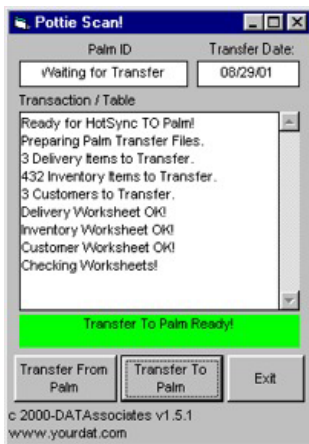 Pottie Scan!
Palm ID Transfer Date:
Waiting for Transfer 08/29/01
Transaction / Table
Ready for HotSync TO Palm!
Preparing Palm Transfer Files.
3 Delivery Items to Transfer.
432 Inventory Items to Transfer.
3 Customers to Transfer.
Delivery Worksheet OK!
Inventory Worksheet OK!
Customer Worksheet OK!
Checking Worksheets!
Transfer To Palm Ready!
Transfer From Palm Transfer To Palm Exit
c 2000-DATAssociates v1.5.1
www.yourdat.com